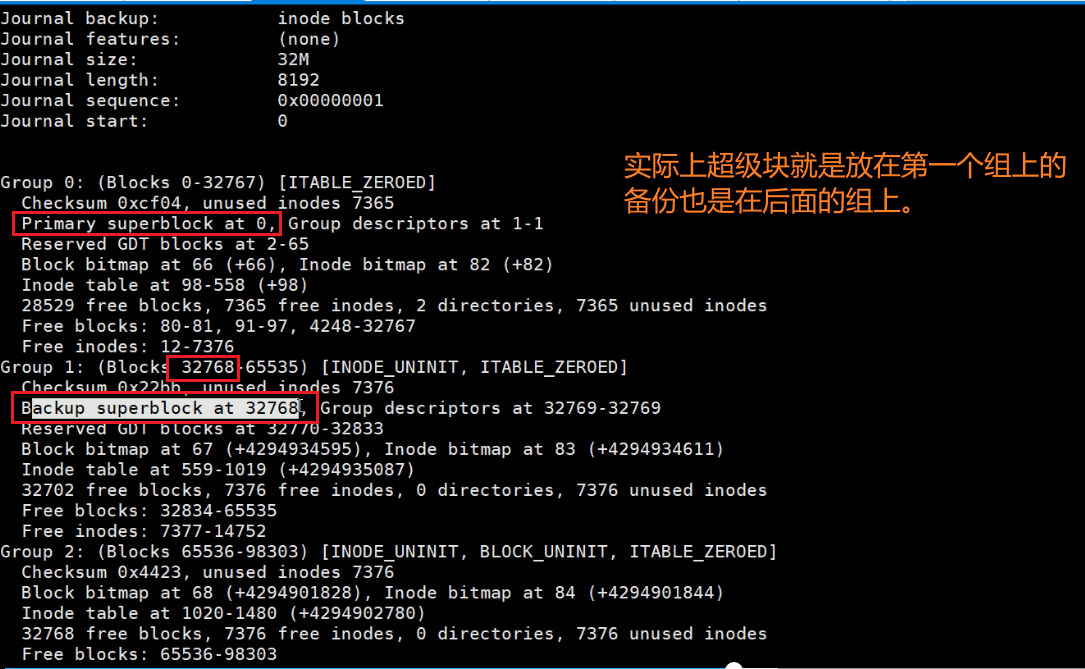 Journal backup:           inode blocks
Journal features:         (none)
Journal size:             32M
Journal length:           8192
Journal sequence:         0x00000001
Journal start:            0
实际上超级块就是放在第一个组上的
备份也是在后面的组上。
Group 0: (Blocks 0-32767) [ITABLE_ZEROED]
  Checksum 0xcf04, unused inodes 7365
  Primary superblock at 0, Group descriptors at 1-1
  Reserved GDT blocks at 2-65
  Block bitmap at 66 (+66), Inode bitmap at 82 (+82)
  Inode table at 98-558 (+98)
  28529 free blocks, 7365 free inodes, 2 directories, 7365 unused inodes
  Free blocks: 80-81, 91-97, 4248-32767
  Free inodes: 12-7376
Group 1: (Blocks 32768-65535) [INODE_UNINIT, ITABLE_ZEROED]
  Checksum 0x22bb, unused inodes 7376
  Backup superblock at 32768, Group descriptors at 32769-32769
  Reserved GDT blocks at 32770-32833
  Block bitmap at 67 (+4294934595), Inode bitmap at 83 (+4294934611)
  Inode table at 559-1019 (+4294935087)
  32702 free blocks, 7376 free inodes, 0 directories, 7376 unused inodes
  Free blocks: 32834-65535
  Free inodes: 7377-14752
Group 2: (Blocks 65536-98303) [INODE_UNINIT, BLOCK_UNINIT, ITABLE_ZEROED]
  Checksum 0x4423, unused inodes 7376
  Block bitmap at 68 (+4294901828), Inode bitmap at 84 (+4294901844)
  Inode table at 1020-1480 (+4294902780)
  32768 free blocks, 7376 free inodes, 0 directories, 7376 unused inodes
  Free blocks: 65536-98303